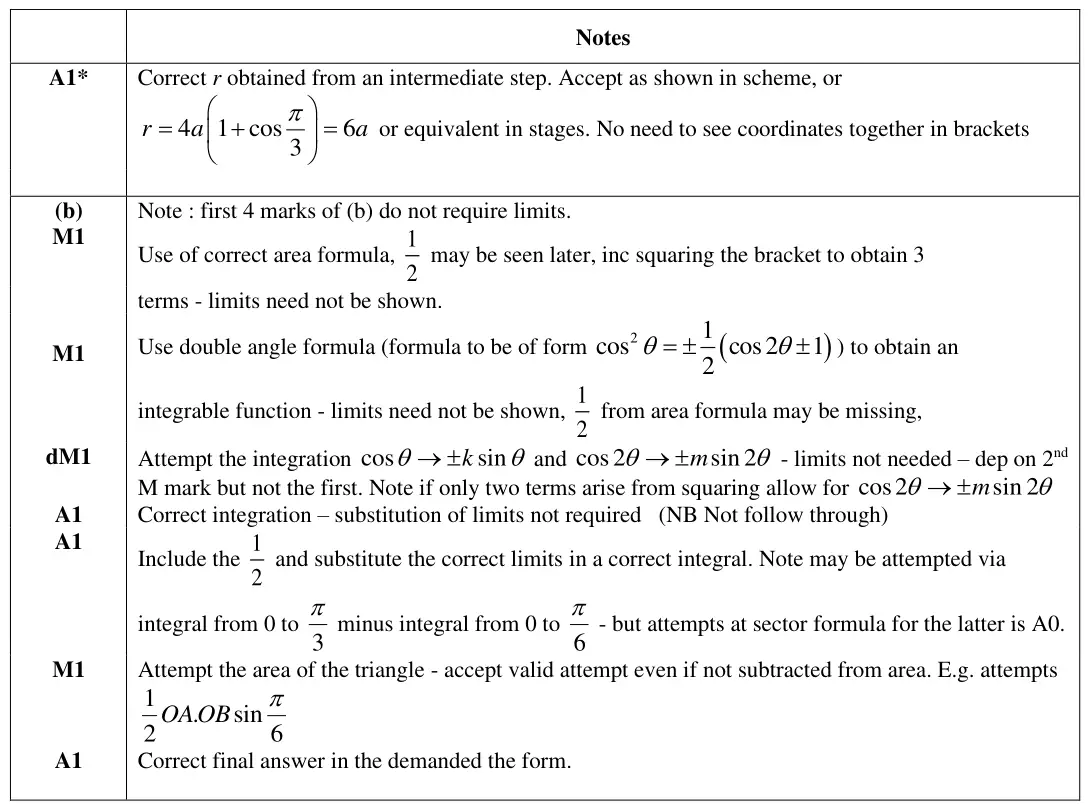 Notes
A1* Correct r obtained from an intermediate step. Accept as shown in scheme, or
r = 4a(1 + cos π/3) = 6a or equivalent in stages. No need to see coordinates together in brackets
(b) Note : first 4 marks of (b) do not require limits.
M1 Use of correct area formula, 1/2 may be seen later, inc squaring the bracket to obtain 3
terms - limits need not be shown.
M1 Use double angle formula (formula to be of form cos² θ = ± 1/2 (cos 2θ ± 1) ) to obtain an
integrable function - limits need not be shown, 1/2 from area formula may be missing,
dM1 Attempt the integration cos θ → ±k sin θ and cos 2θ → ±m sin 2θ - limits not needed – dep on 2nd
M mark but not the first. Note if only two terms arise from squaring allow for cos 2θ → ±m sin 2θ
A1 Correct integration – substitution of limits not required (NB Not follow through)
A1 Include the 1/2 and substitute the correct limits in a correct integral. Note may be attempted via
integral from 0 to π/3 minus integral from 0 to π/6 - but attempts at sector formula for the latter is A0.
M1 Attempt the area of the triangle - accept valid attempt even if not subtracted from area. E.g. attempts
1/2 OA.OB sin π/6
A1 Correct final answer in the demanded the form.